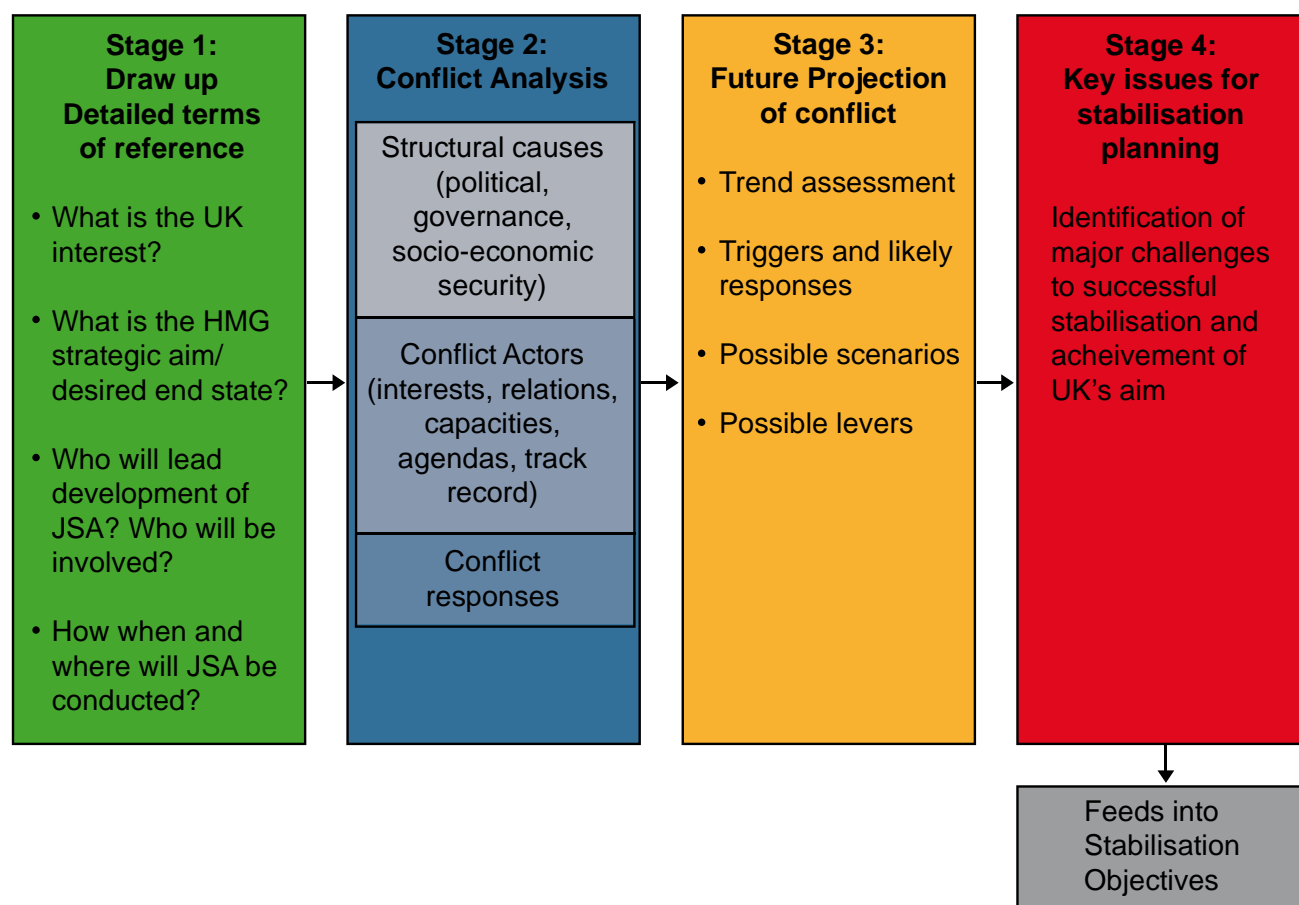 Stage 1:
Draw up
Detailed terms
of reference
• What is the UK
interest?
• What is the HMG
strategic aim/
desired end state?
• Who will lead
development of
JSA? Who will be
involved?
• How when and
where will JSA be
conducted?
Stage 2:
Conflict Analysis
Structural causes
(political,
governance,
socio-economic
security)
Conflict Actors
(interests, relations,
capacities,
agendas, track
record)
Conflict
responses
Stage 3:
Future Projection
of conflict
• Trend assessment
• Triggers and likely
responses
• Possible scenarios
• Possible levers
Stage 4:
Key issues for
stabilisation
planning
Identification of
major challenges
to successful
stabilisation and
acheivement of
UK's aim
Feeds into
Stabilisation
Objectives